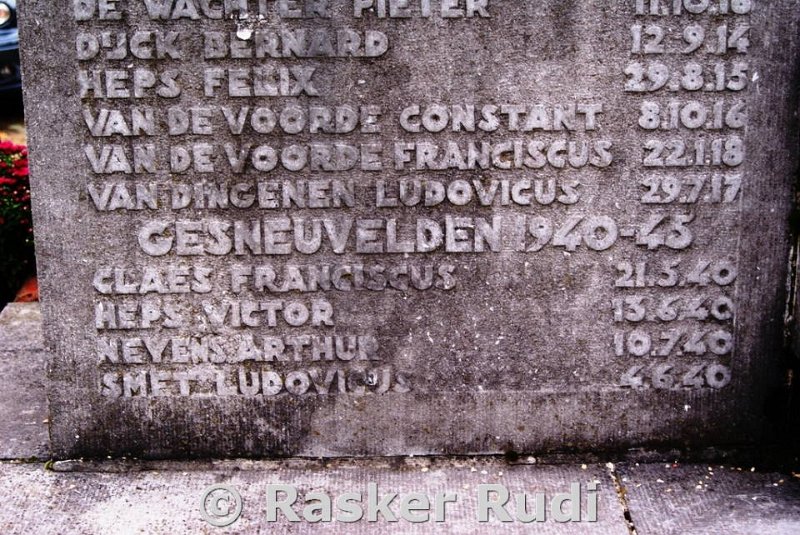 DE WACHTER PIETER 11.10.18
DIJCK BERNARD 12.9.14
HEPS FELIX 29.8.15
VAN DE VOORDE CONSTANT 8.10.16
VAN DE VOORDE FRANCISCUS 22.1.18
VAN DINGENEN LUDOVICUS 29.7.17
GESNEUVELDEN 1940-45
CLAES FRANCISCUS 21.5.40
HEPS VICTOR 13.6.40
NEYENS ARTHUR 10.7.40
SMET LUDOVICUS 4.6.40
© Rasker Rudi